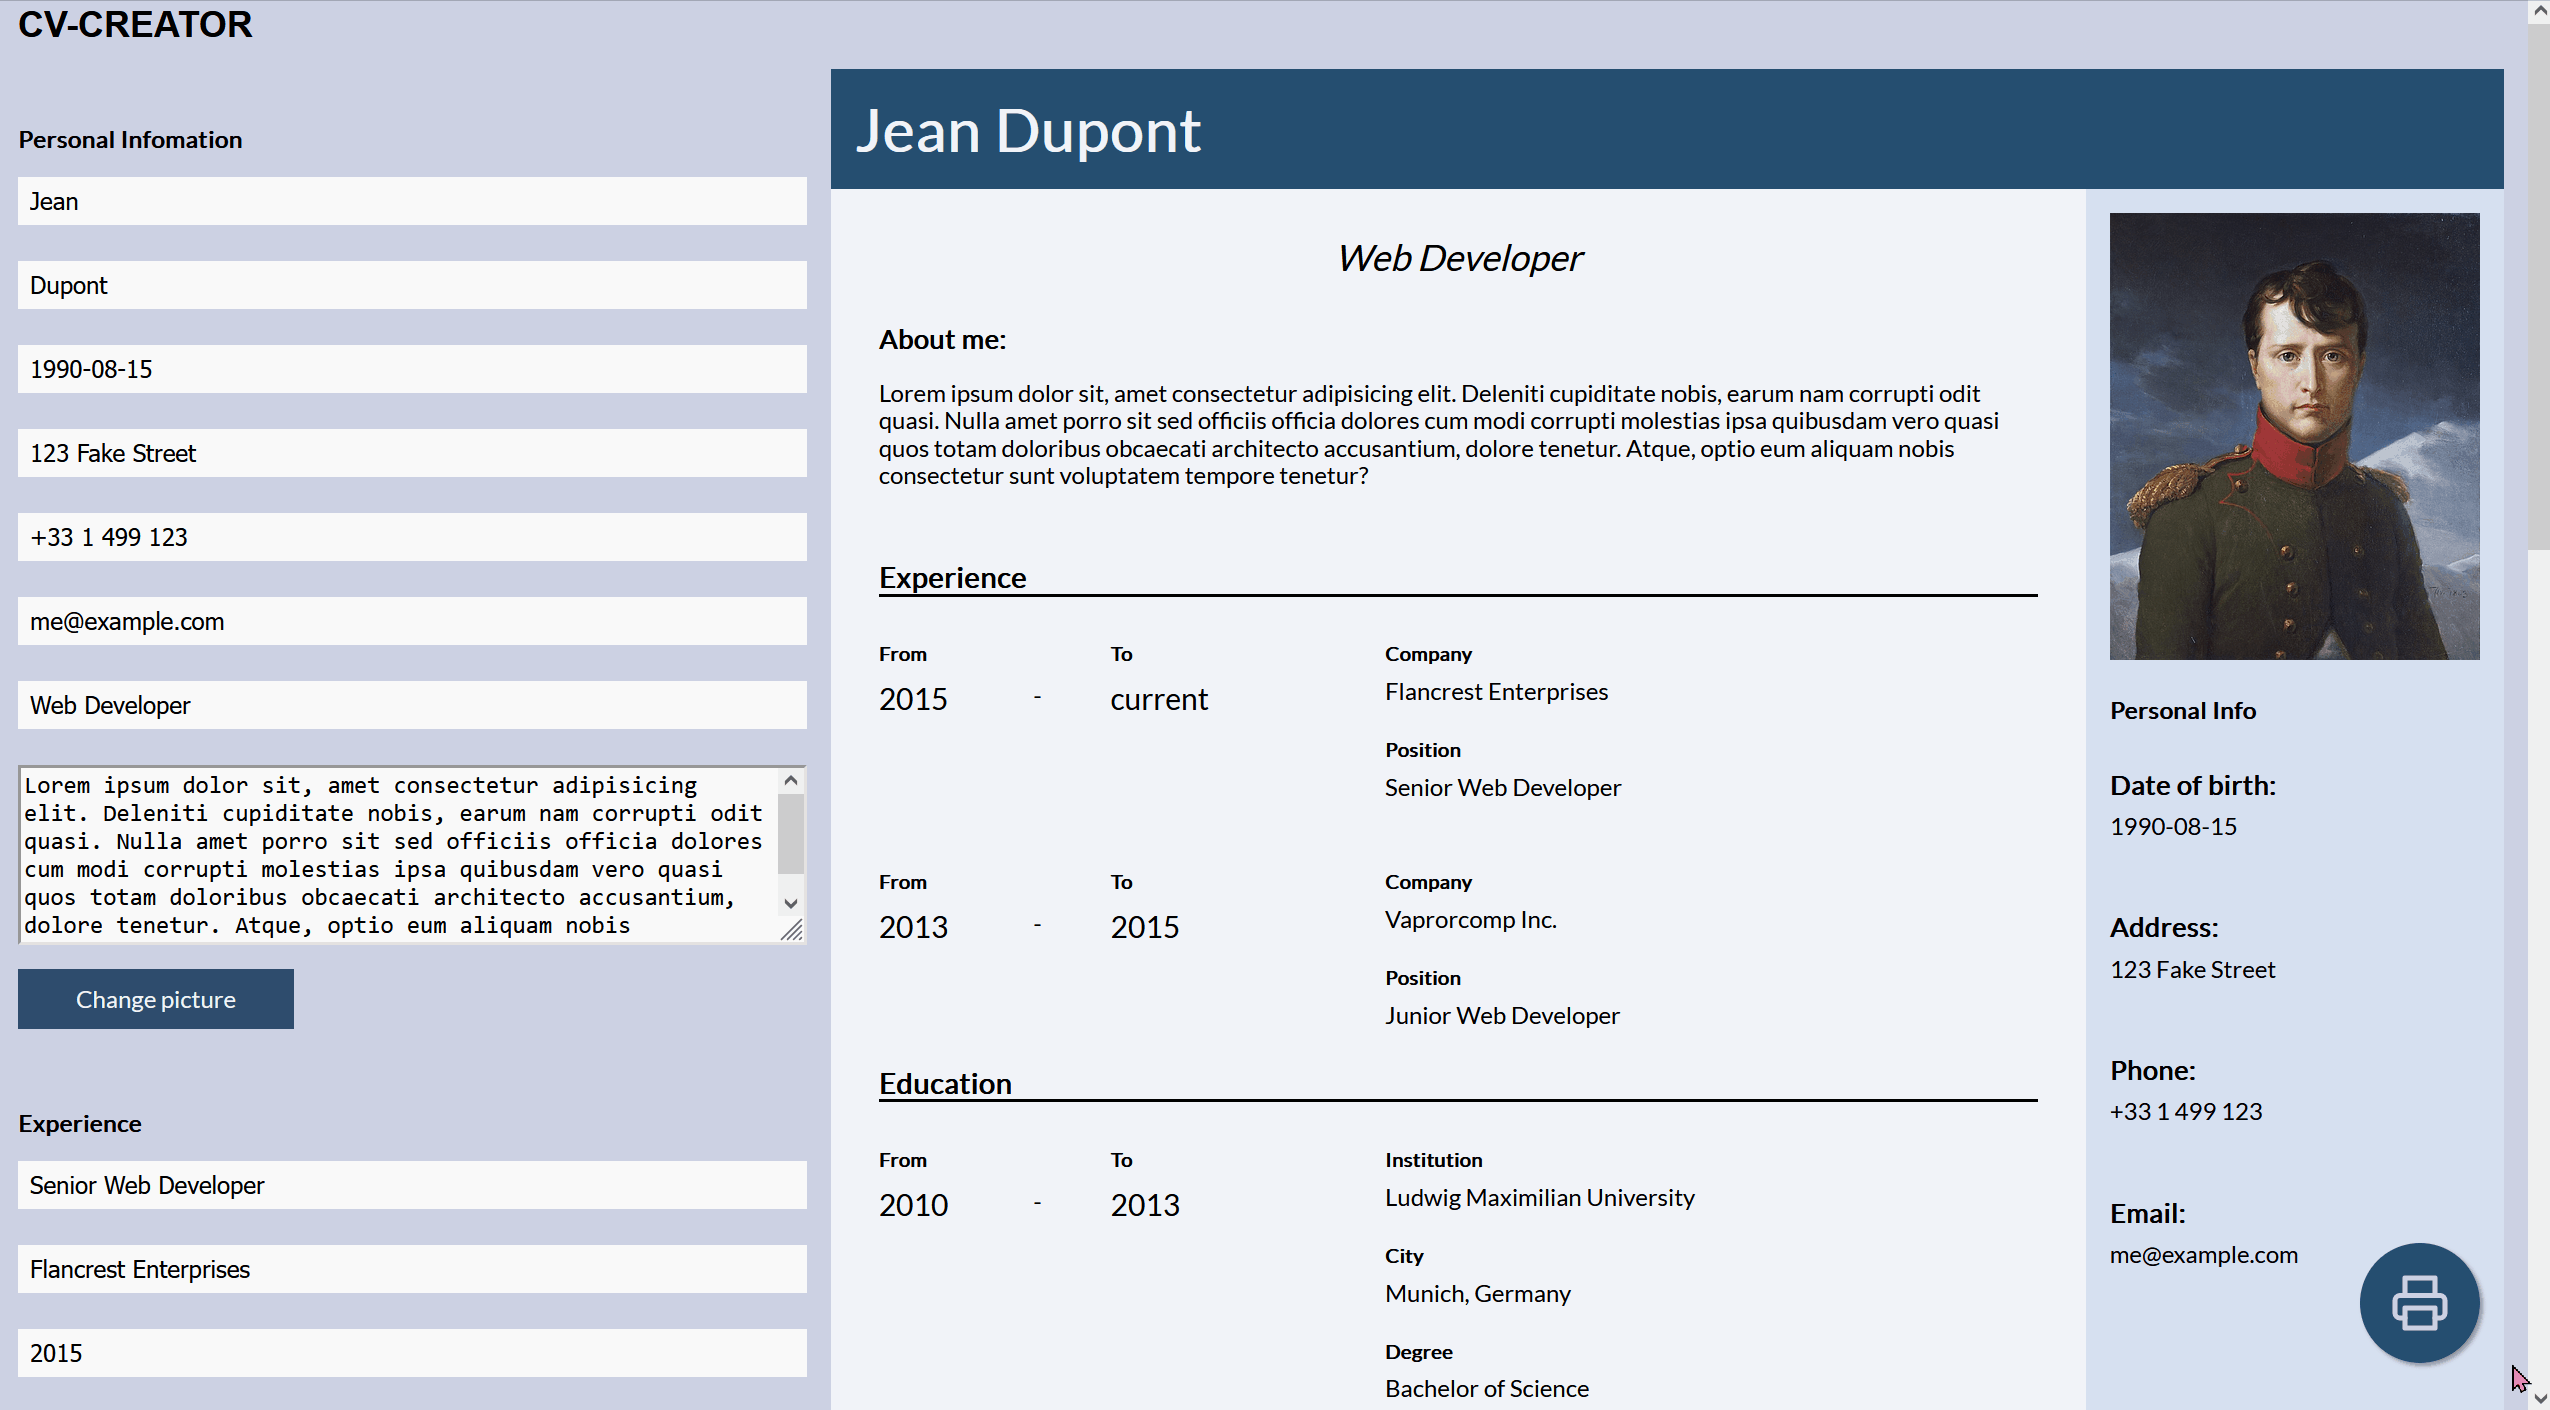 CV-CREATOR
Personal Infomation
Jean
Dupont
1990-08-15
123 Fake Street
+33 1 499 123
me@example.com
Web Developer
Lorem ipsum dolor sit, amet consectetur adipisicing
elit. Deleniti cupiditate nobis, earum nam corrupti odit
quasi. Nulla amet porro sit sed officiis officia dolores
cum modi corrupti molestias ipsa quibusdam vero quasi
quos totam doloribus obcaecati architecto accusantium,
dolore tenetur. Atque, optio eum aliquam nobis
Change picture
Experience
Senior Web Developer
Flancrest Enterprises
2015
Jean Dupont
Web Developer
About me:
Lorem ipsum dolor sit, amet consectetur adipisicing elit. Deleniti cupiditate nobis, earum nam corrupti odit
quasi. Nulla amet porro sit sed officiis officia dolores cum modi corrupti molestias ipsa quibusdam vero quasi
quos totam doloribus obcaecati architecto accusantium, dolore tenetur. Atque, optio eum aliquam nobis
consectetur sunt voluptatem tempore tenetur?
Experience
From To Company
2015 - current Flancrest Enterprises
Position
Senior Web Developer
From To Company
2013 - 2015 Vaprorcomp Inc.
Position
Junior Web Developer
Education
From To Institution
2010 - 2013 Ludwig Maximilian University
City
Munich, Germany
Degree
Bachelor of Science
Personal Info
Date of birth:
1990-08-15
Address:
123 Fake Street
Phone:
+33 1 499 123
Email:
me@example.com